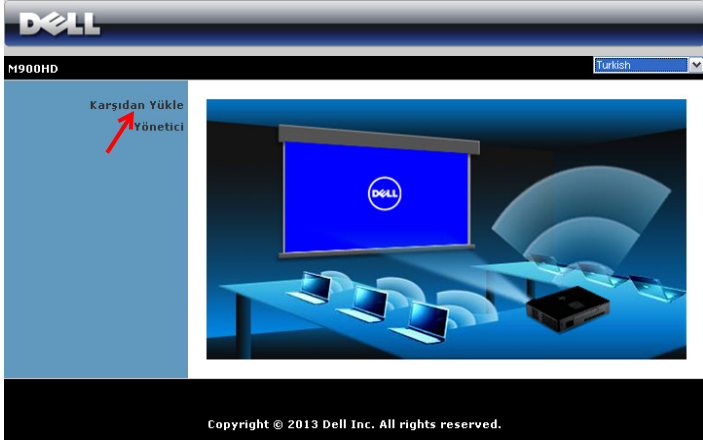 DELL
M900HD
Turkish
Karşıdan Yükle
Yönetici
DELL
Copyright © 2013 Dell Inc. All rights reserved.